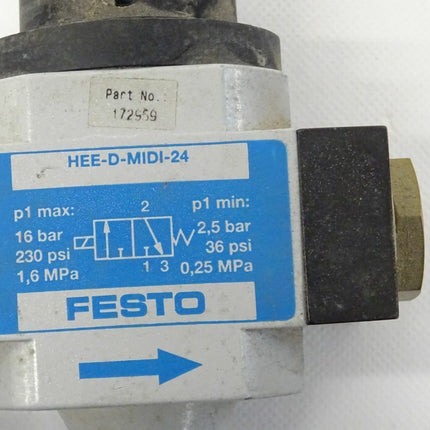 Part No.:
172959
HEE-D-MIDI-24
p1 max:
16 bar
230 psi
1,6 MPa
2
1 3
p1 min:
2,5 bar
36 psi
0,25 MPa
FESTO